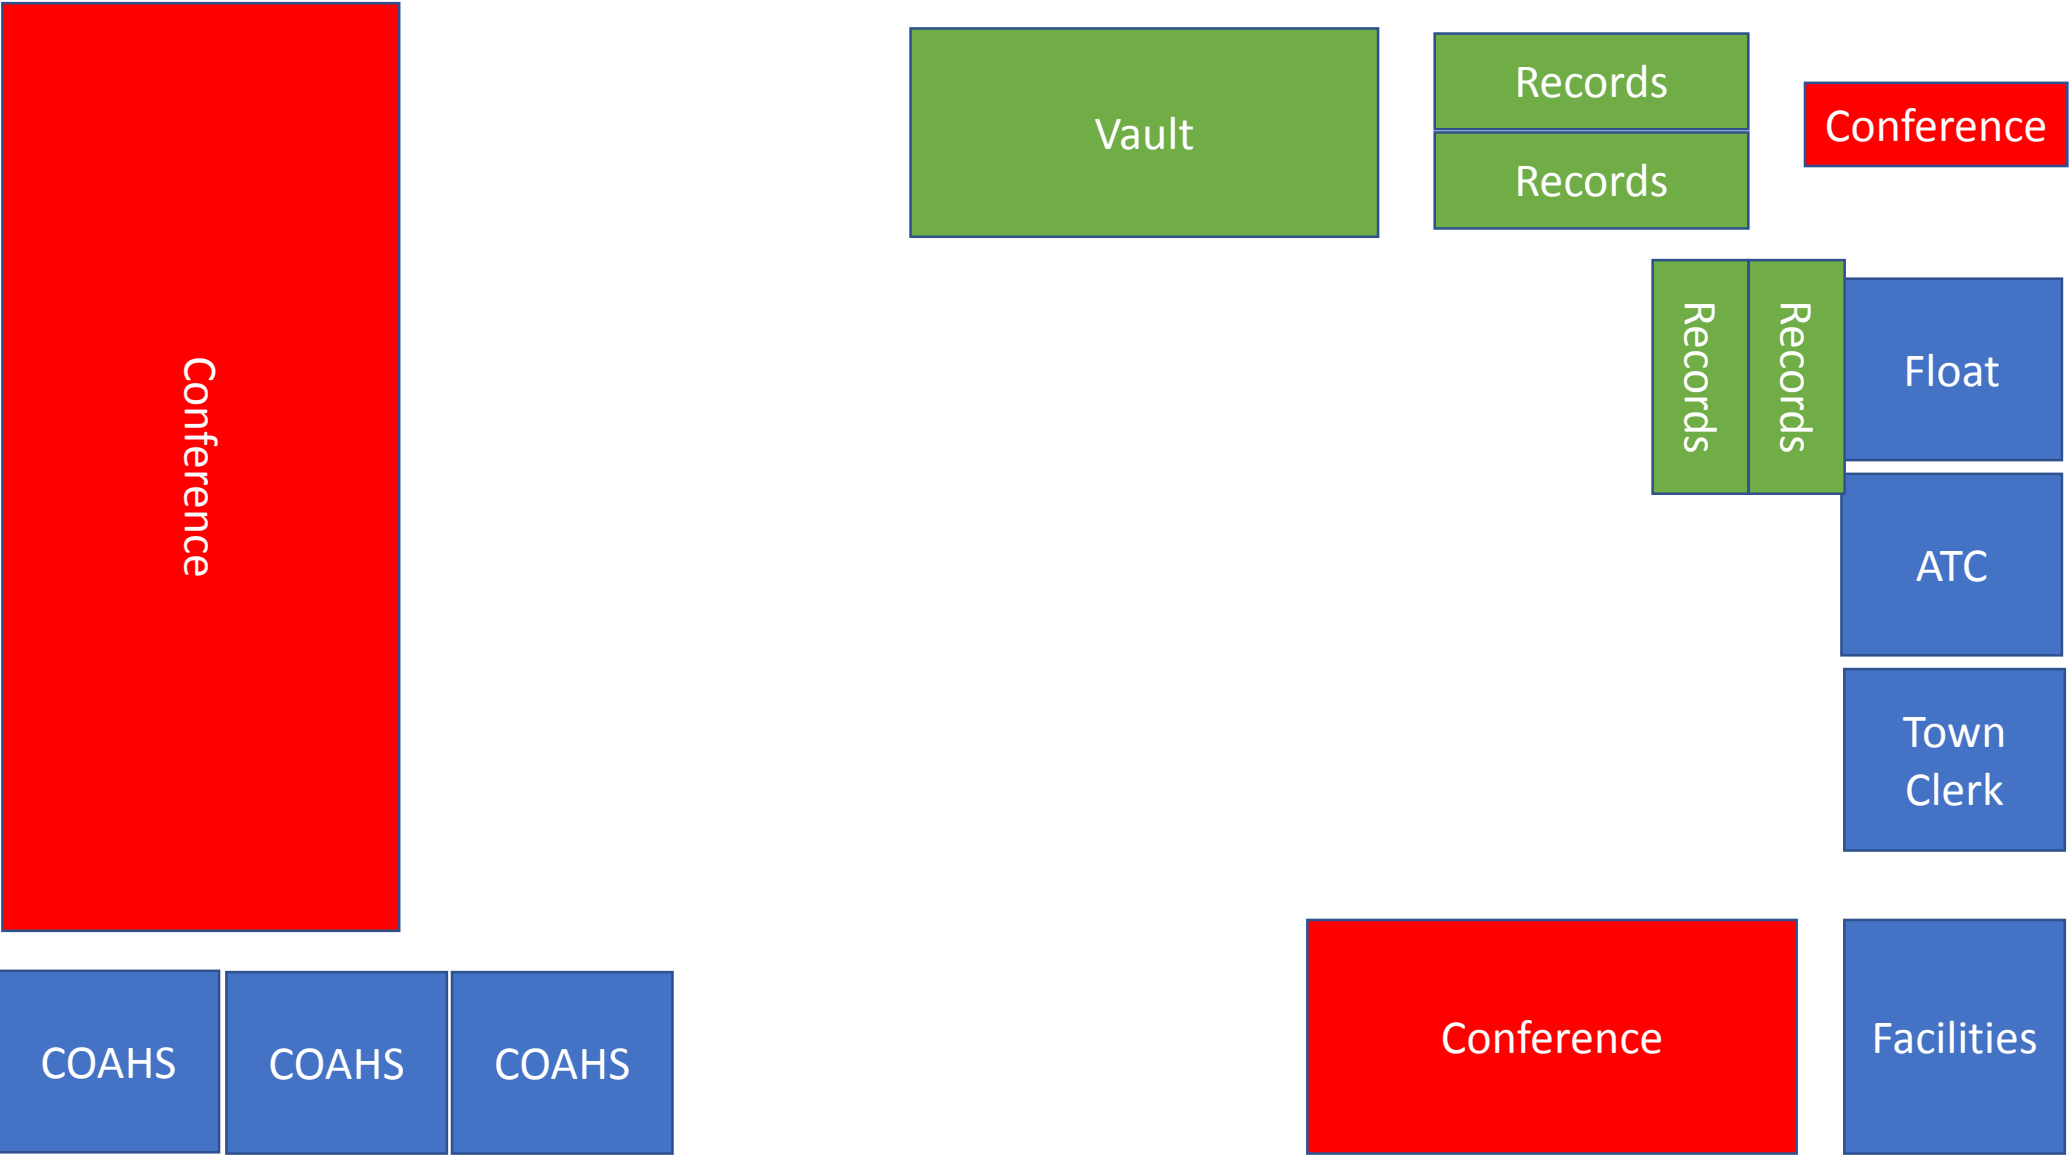 Vault
Records
Records
Conference
Conference
Records
Records
Float
ATC
Town
Clerk
Conference
Facilities
COAHS
COAHS
COAHS